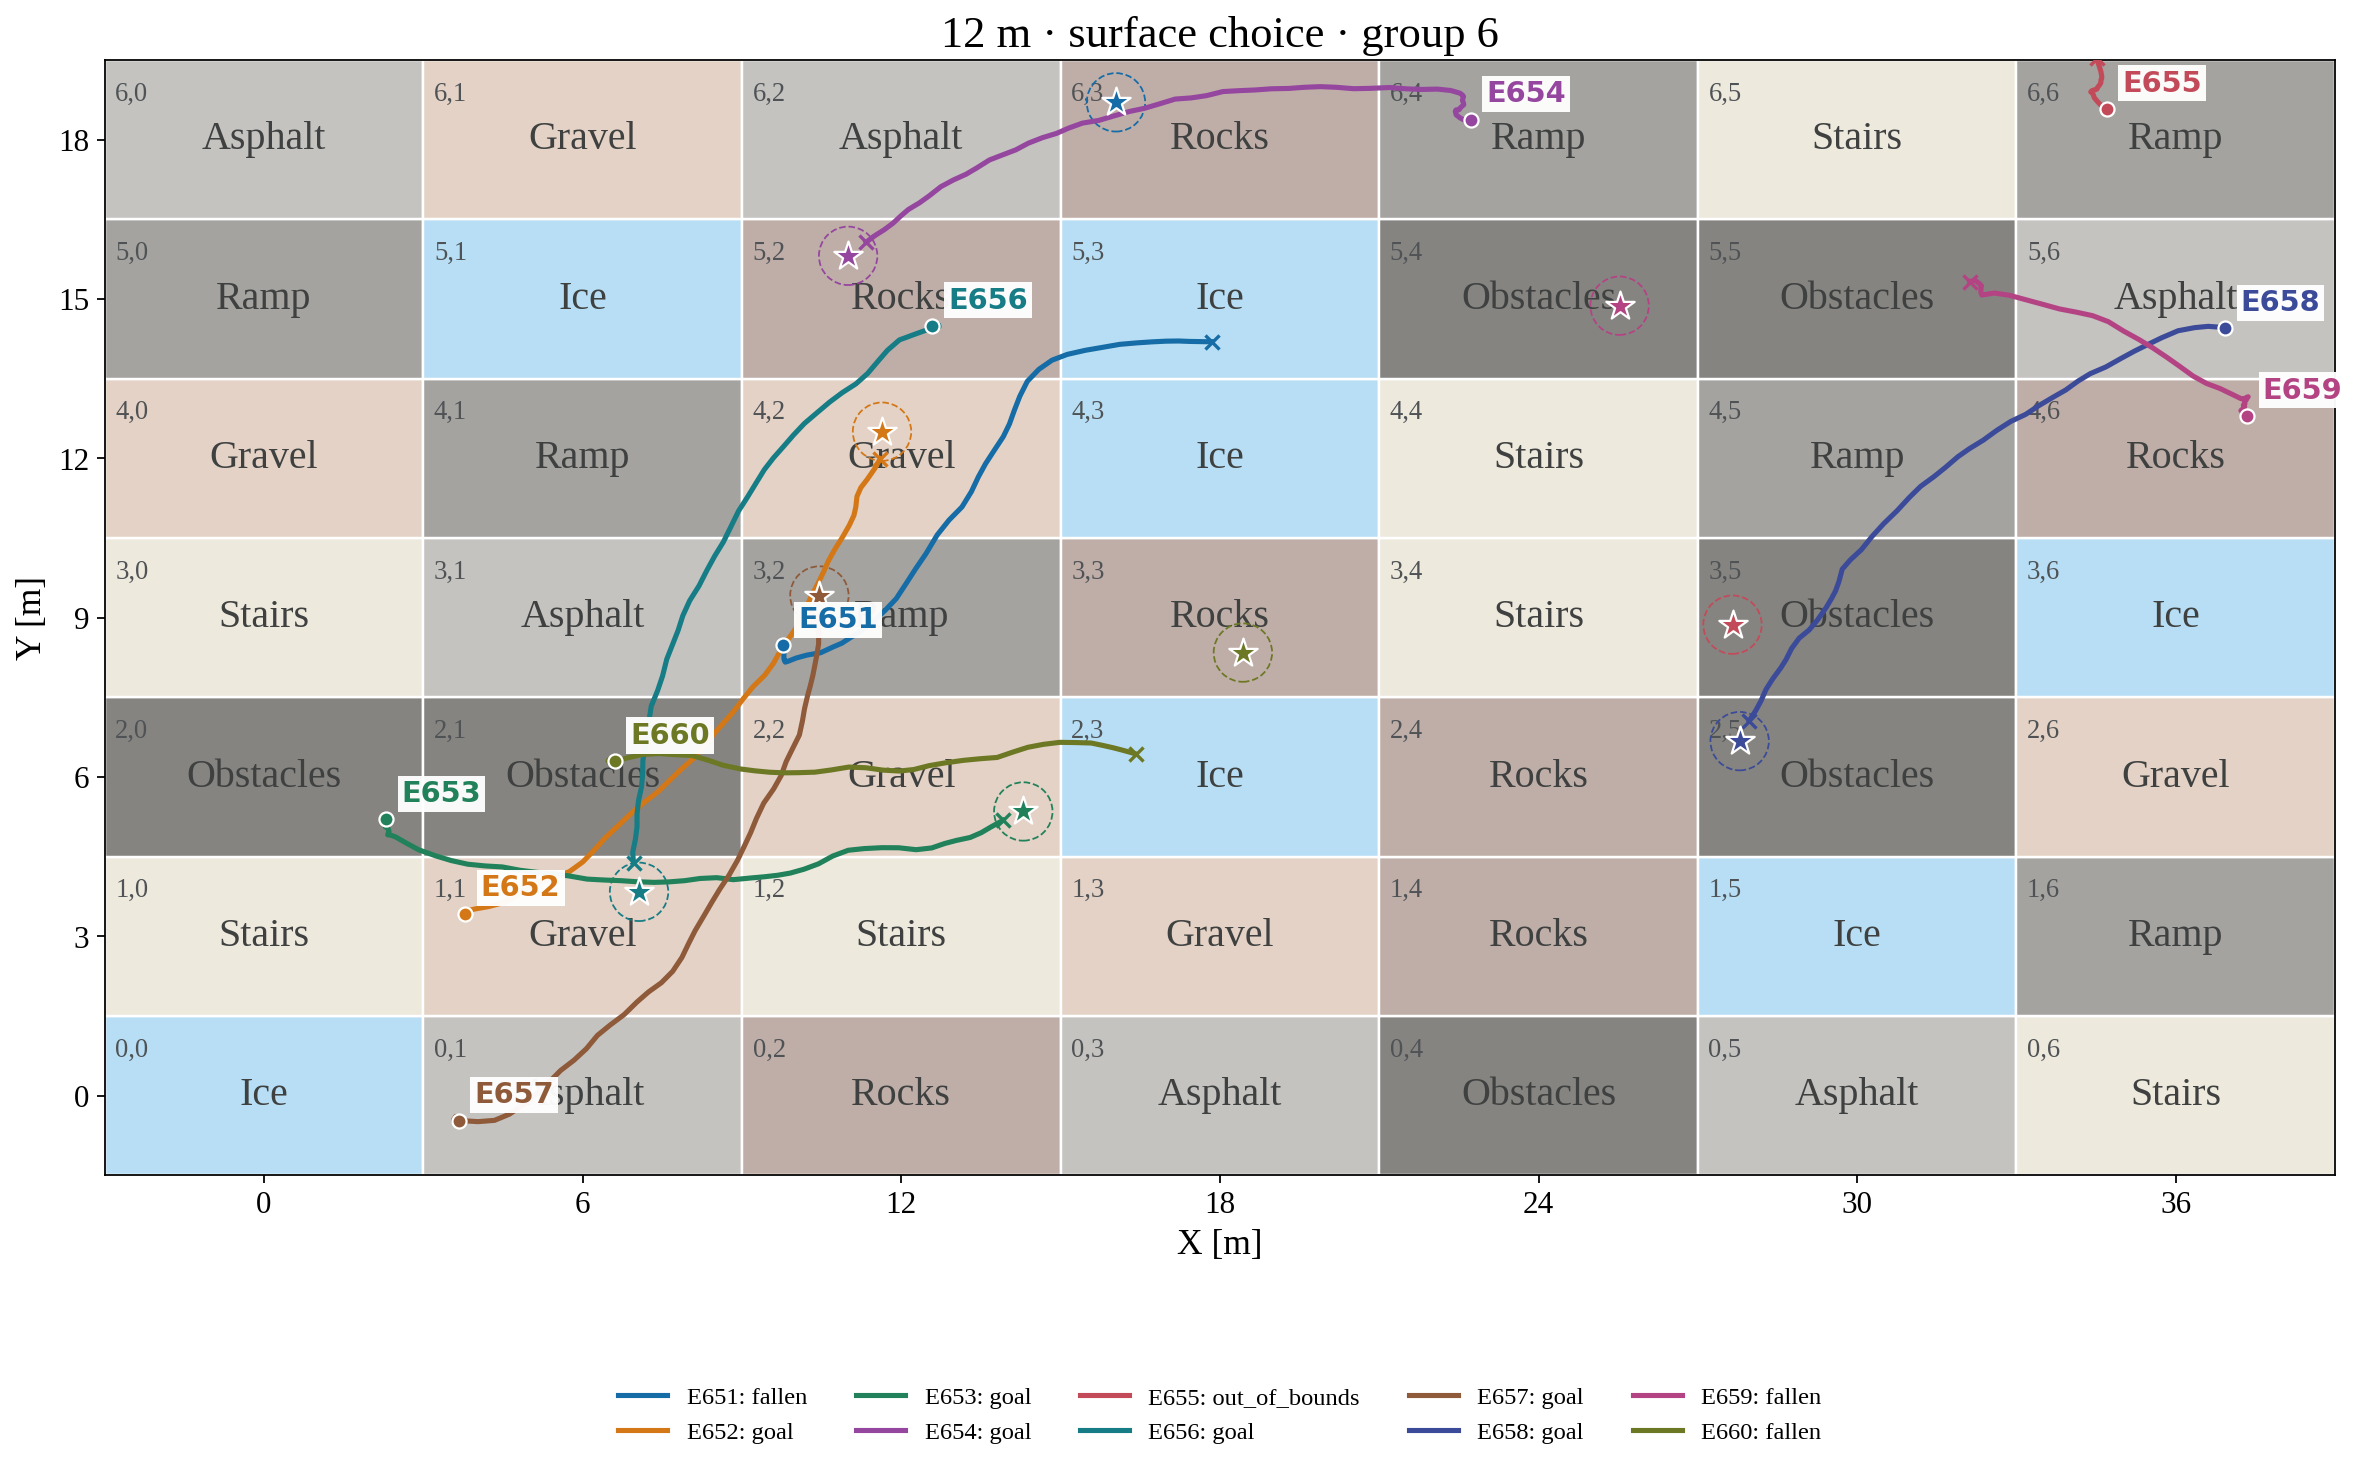 12 m · surface choice · group 6
6,0 6,1 6,2 6,3 6,4 6,5 6,6
E654 E655
18 Asphalt Gravel Asphalt Rocks Ramp Stairs Ramp
5,0 5,1 5,2 5,3 5,4 5,5 5,6
15 Ramp Ice Rocks E656 Ice Obstacles Obstacles Asphalt E658
E659
4,0 4,1 4,2 4,3 4,4 4,5 4,6
12 Gravel Ramp Gravel Ice Stairs Ramp Rocks
3,0 3,1 3,2 3,3 3,4 3,5 3,6
9 Stairs Asphalt E651 Ramp Rocks Stairs Obstacles Ice
2,0 2,1 E660 2,2 2,3 2,4 2,5 2,6
6 Obstacles Obstacles Gravel Ice Rocks Obstacles Gravel
E653
1,0 1,1 E652 1,2 1,3 1,4 1,5 1,6
3 Stairs Gravel Stairs Gravel Rocks Ice Ramp
0,0 0,1 0,2 0,3 0,4 0,5 0,6
0 Ice E657 Asphalt Rocks Asphalt Obstacles Asphalt Stairs
Y [m]
0 6 12 18 24 30 36
X [m]
E651: fallen E653: goal E655: out_of_bounds E657: goal E659: fallen
E652: goal E654: goal E656: goal E658: goal E660: fallen